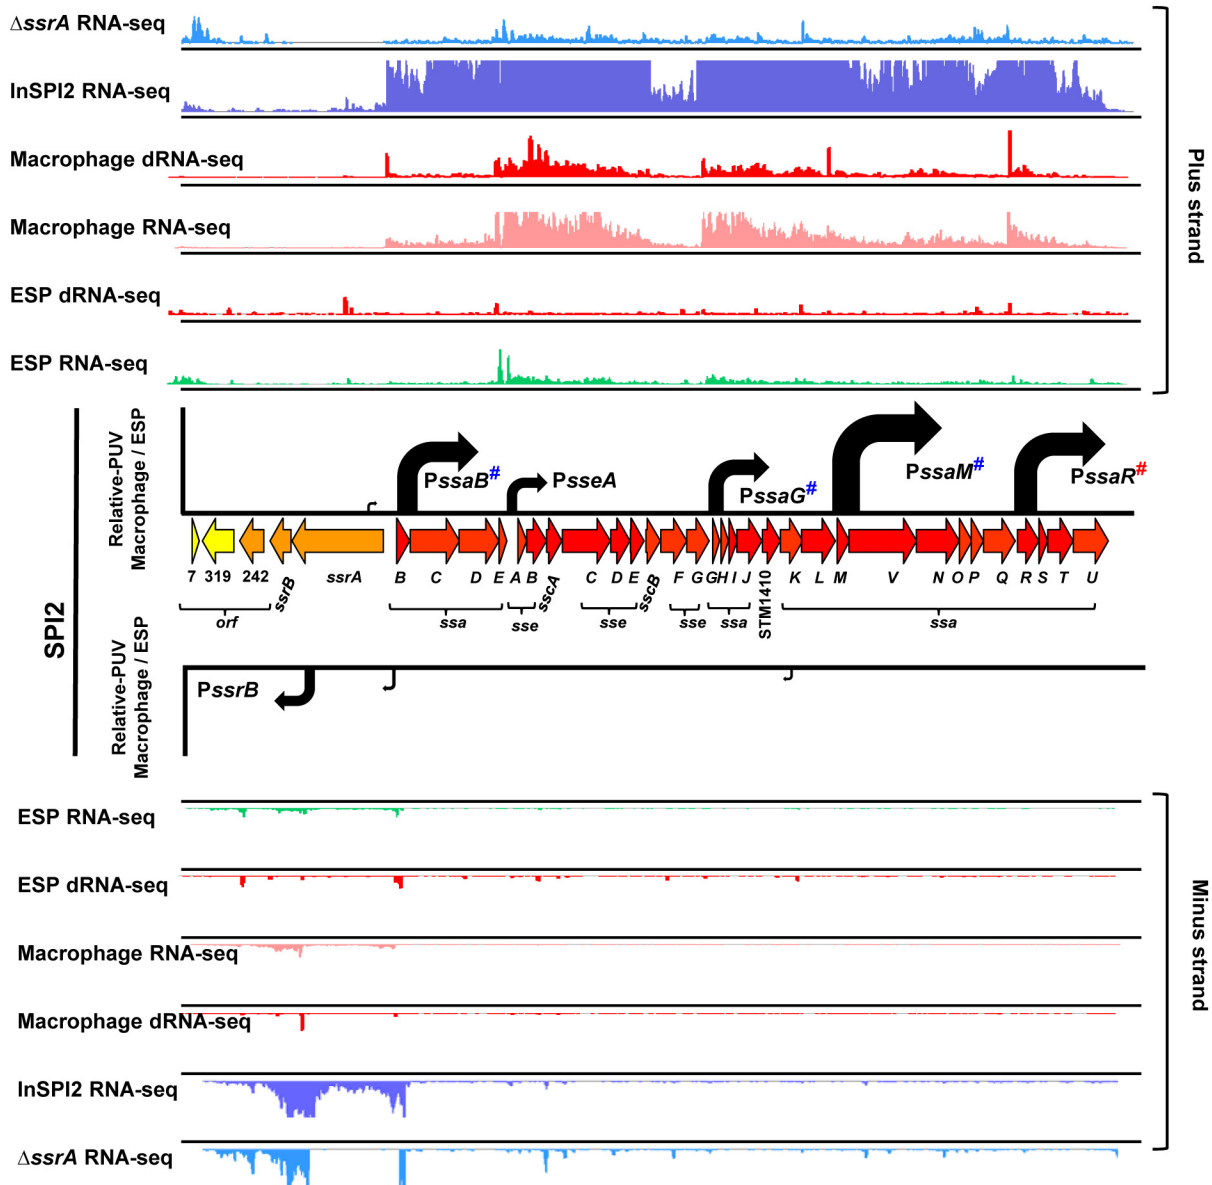 ΔssrA RNA-seq
InSPI2 RNA-seq
Macrophage dRNA-seq
Macrophage RNA-seq
ESP dRNA-seq
ESP RNA-seq
Plus strand
SPI2
Relative-PUV
Macrophage / ESP
PssaB#
PsseA
PssaG#
PssaM#
PssaR#
7 319 242 ssrB ssrA B C D E A B sscA C D E sscB F G G H I J STM1410 K L M V N O P Q R S T U
orf ssa sse sse sse ssa ssa
Relative-PUV
Macrophage / ESP
PssrB
ESP RNA-seq
ESP dRNA-seq
Macrophage RNA-seq
Macrophage dRNA-seq
InSPI2 RNA-seq
ΔssrA RNA-seq
Minus strand